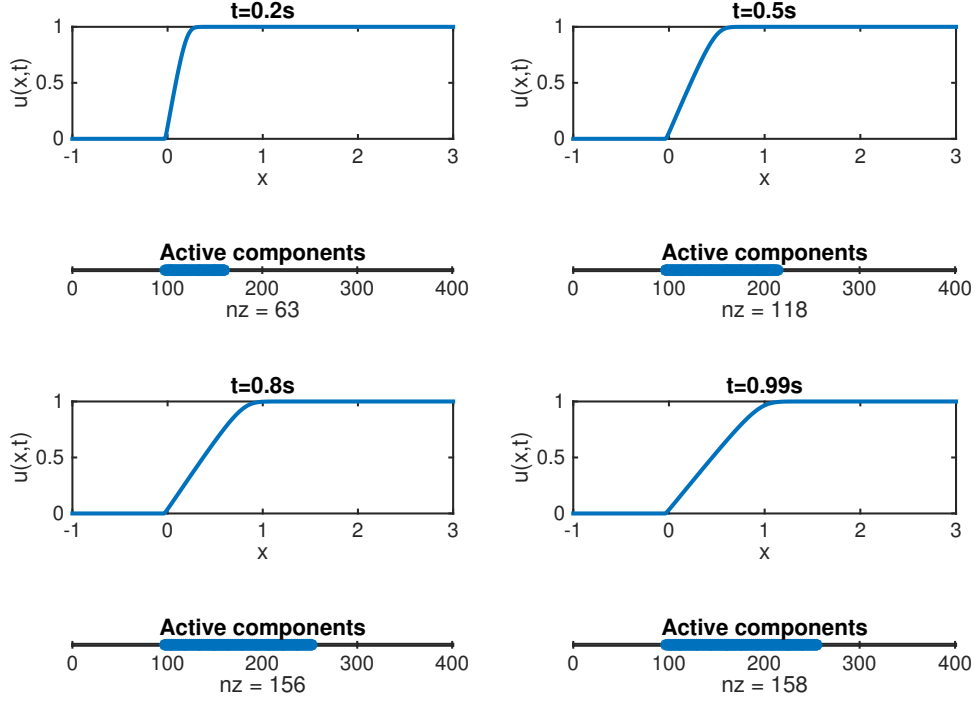 t=0.2s
u(x,t)
1
0.5
0
-1 0 1 2 3
x
Active components
0 100 200 300 400
nz = 63
t=0.5s
u(x,t)
1
0.5
0
-1 0 1 2 3
x
Active components
0 100 200 300 400
nz = 118
t=0.8s
u(x,t)
1
0.5
0
-1 0 1 2 3
x
Active components
0 100 200 300 400
nz = 156
t=0.99s
u(x,t)
1
0.5
0
-1 0 1 2 3
x
Active components
0 100 200 300 400
nz = 158